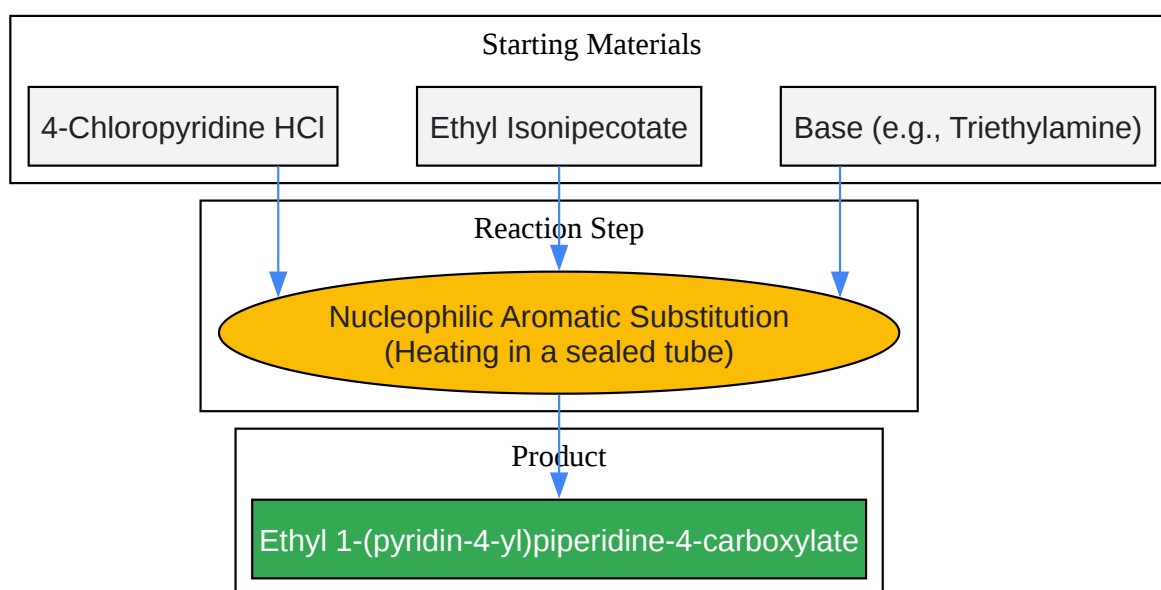 Starting Materials
4-Chloropyridine HCl
Ethyl Isonipecotate
Base (e.g., Triethylamine)
Reaction Step
Nucleophilic Aromatic Substitution
(Heating in a sealed tube)
Product
Ethyl 1-(pyridin-4-yl)piperidine-4-carboxylate